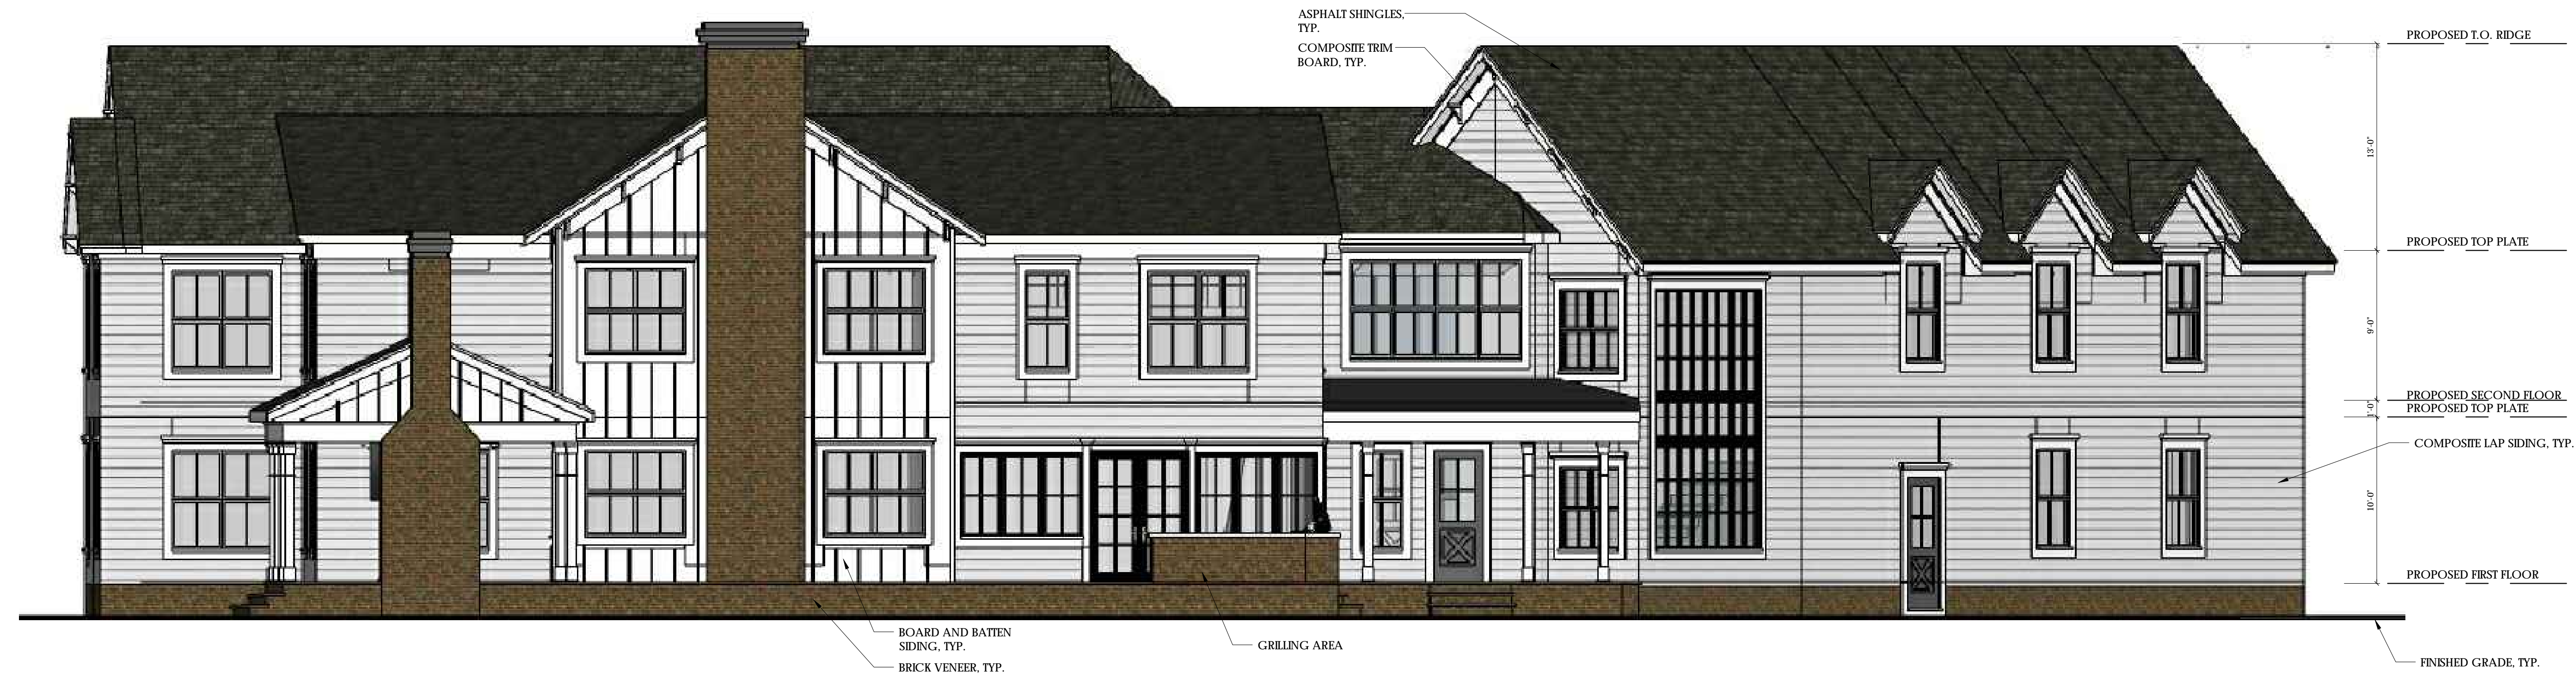 ASPHALT SHINGLES,
TYP.
COMPOSITE TRIM
BOARD, TYP.
PROPOSED T.O. RIDGE
13'-0"
PROPOSED TOP PLATE
9'-0"
PROPOSED SECOND FLOOR
1'-0"
PROPOSED TOP PLATE
COMPOSITE LAP SIDING, TYP.
10'-0"
PROPOSED FIRST FLOOR
BOARD AND BATTEN
SIDING, TYP.
BRICK VENEER, TYP.
GRILLING AREA
FINISHED GRADE, TYP.